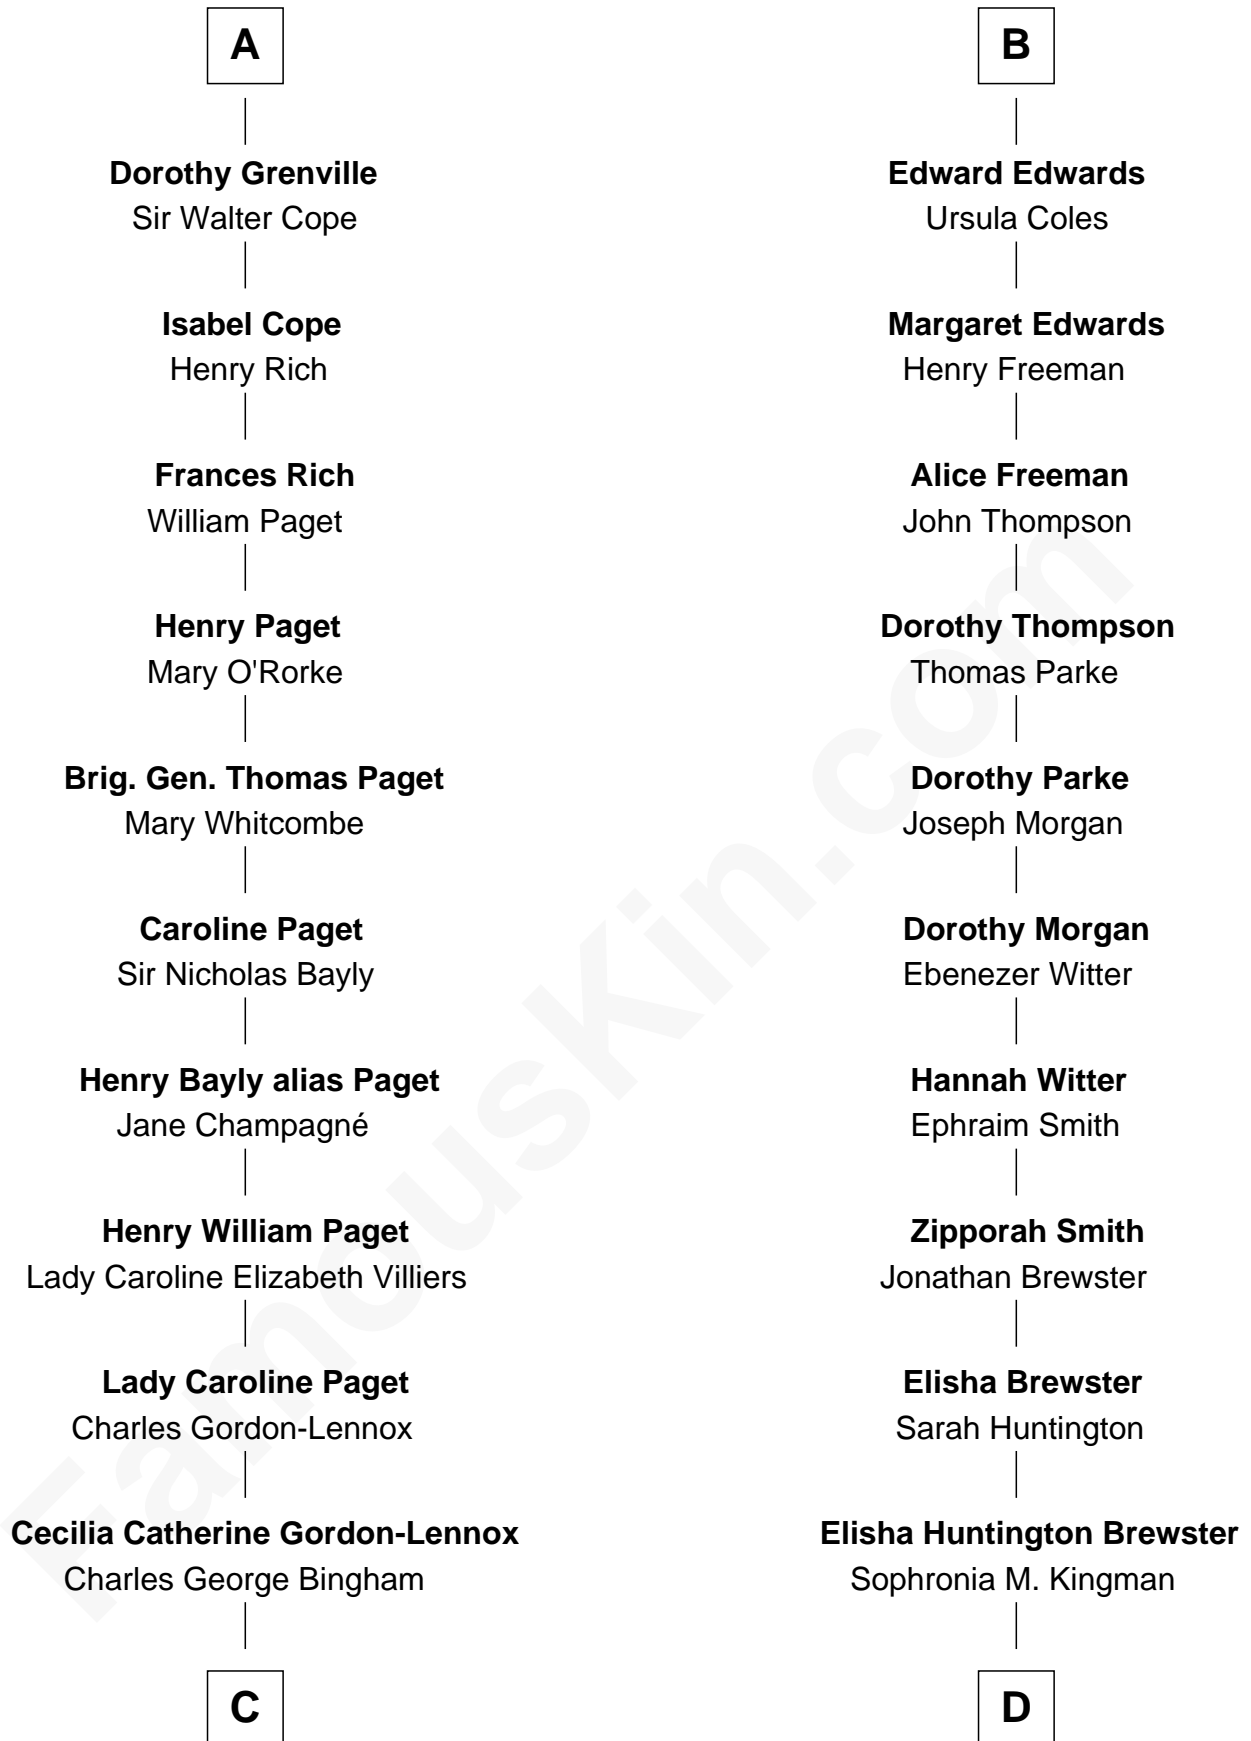 A
Dorothy Grenville
Sir Walter Cope
Isabel Cope
Henry Rich
Frances Rich
William Paget
Henry Paget
Mary O'Rorke
Brig. Gen. Thomas Paget
Mary Whitcombe
Caroline Paget
Sir Nicholas Bayly
Henry Bayly alias Paget
Jane Champagné
Henry William Paget
Lady Caroline Elizabeth Villiers
Lady Caroline Paget
Charles Gordon-Lennox
Cecilia Catherine Gordon-Lennox
Charles George Bingham
C
B
Edward Edwards
Ursula Coles
Margaret Edwards
Henry Freeman
Alice Freeman
John Thompson
Dorothy Thompson
Thomas Parke
Dorothy Parke
Joseph Morgan
Dorothy Morgan
Ebenezer Witter
Hannah Witter
Ephraim Smith
Zipporah Smith
Jonathan Brewster
Elisha Brewster
Sarah Huntington
Elisha Huntington Brewster
Sophronia M. Kingman
D
FamousKin.com